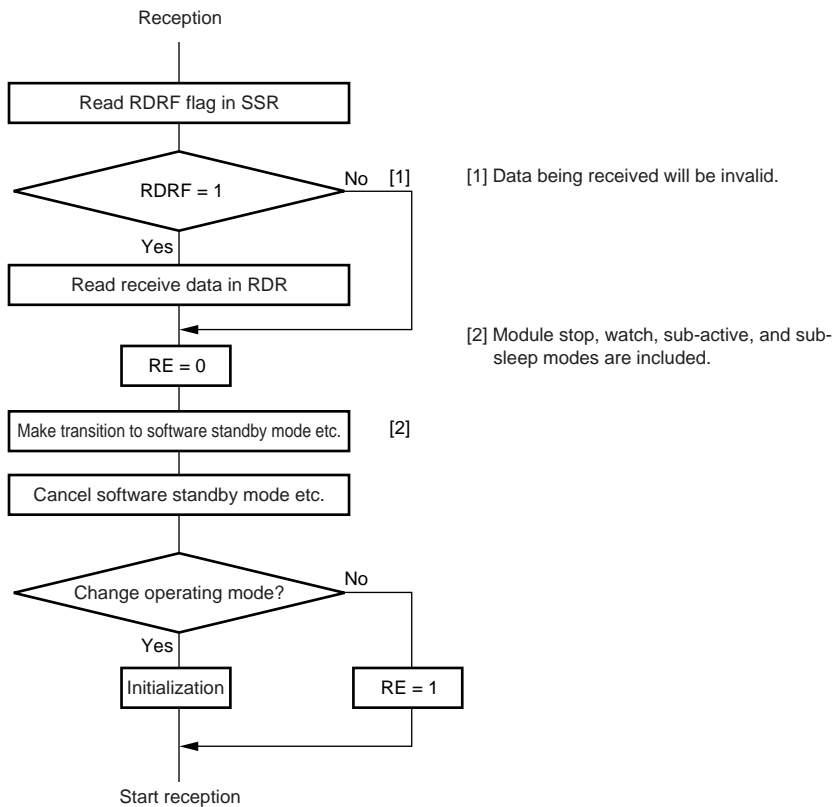 Reception
Read RDRF flag in SSR
RDRF = 1
No [1]
[1] Data being received will be invalid.
Yes
Read receive data in RDR
[2] Module stop, watch, sub-active, and sub-
sleep modes are included.
RE = 0
Make transition to software standby mode etc.
[2]
Cancel software standby mode etc.
Change operating mode?
No
Yes
Initialization
RE = 1
Start reception